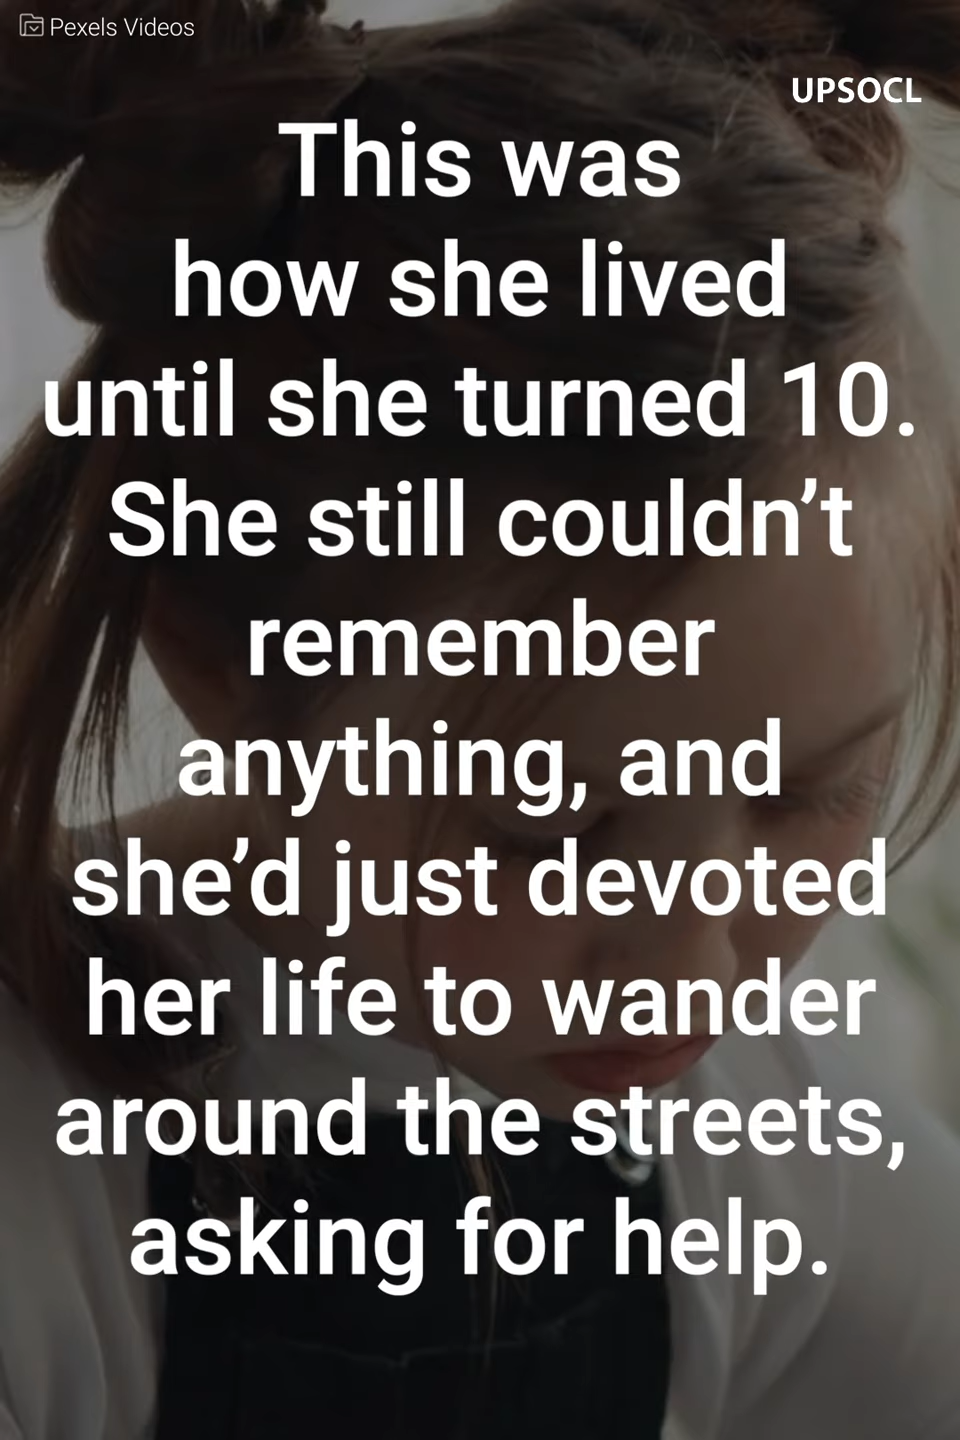 Pexels Videos
UPSOCL
This was
how she lived
until she turned 10.
She still couldn’t
remember
anything, and
she’d just devoted
her life to wander
around the streets,
asking for help.